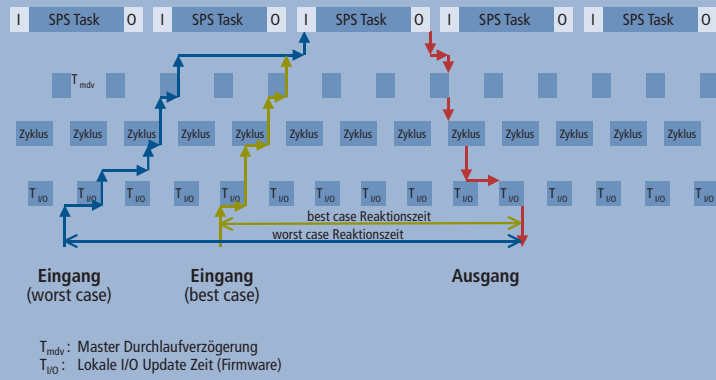 I SPS Task O I SPS Task O I SPS Task O I SPS Task O I SPS Task O
Tmdv
Zyklus Zyklus Zyklus Zyklus Zyklus Zyklus Zyklus Zyklus Zyklus Zyklus Zyklus Zyklus Zyklus
TI/O TI/O TI/O TI/O TI/O TI/O TI/O TI/O TI/O TI/O TI/O TI/O TI/O
best case Reaktionszeit
worst case Reaktionszeit
Eingang Eingang Ausgang
(worst case) (best case)
Tmdv : Master Durchlaufverzögerung
TI/O : Lokale I/O Update Zeit (Firmware)